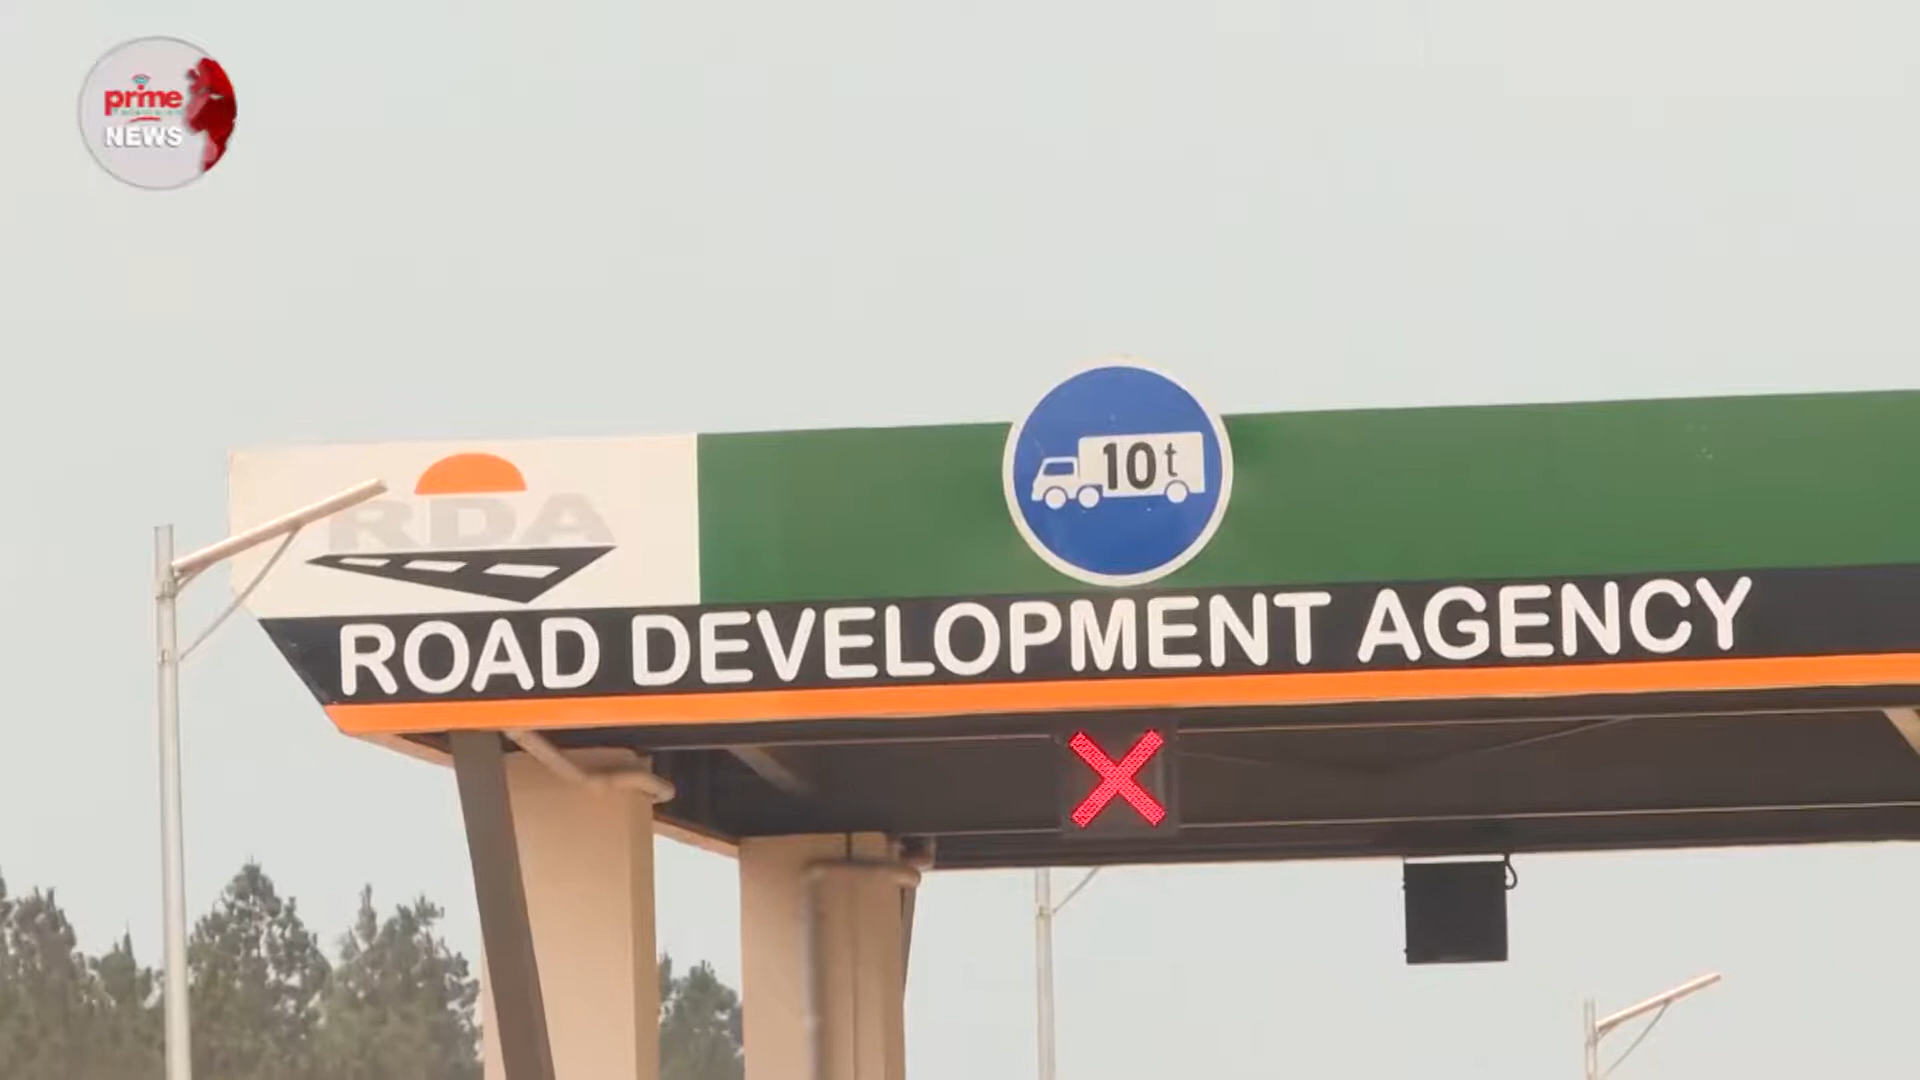 prime
NEWS
10t
RDA
ROAD DEVELOPMENT AGENCY